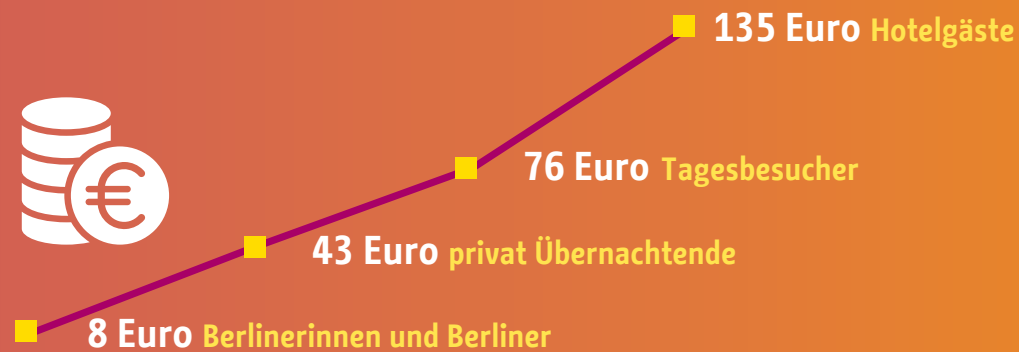 135 Euro Hotelgäste
76 Euro Tagesbesucher
€
43 Euro privat Übernachtende
8 Euro Berlinerinnen und Berliner